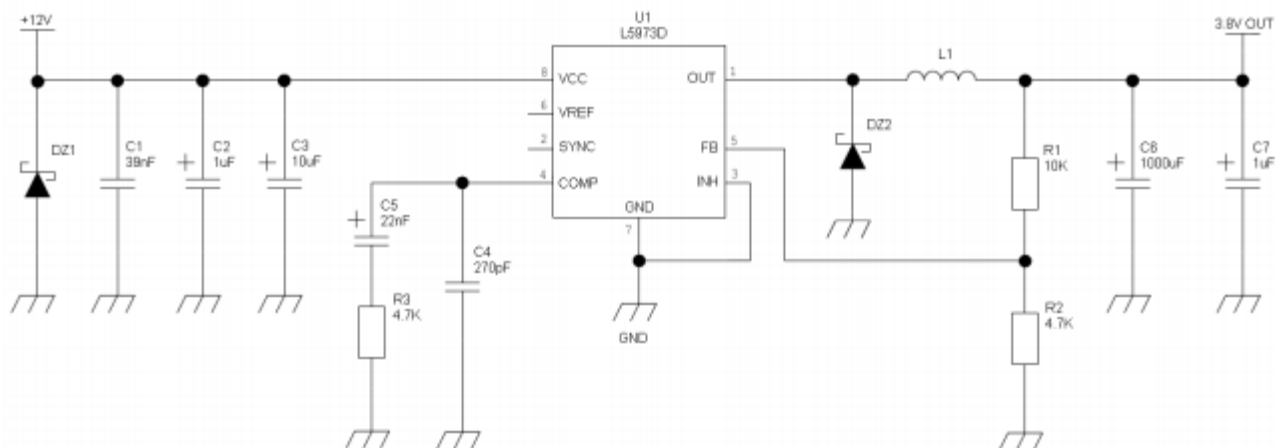 +12V
U1
L5973D
3.8V OUT
L1
8 VCC
OUT 1
6 VREF
DZ1
C1
39nF
C2
1uF
C3
10uF
2 SYNC
FB 5
DZ2
R1
10K
C6
1000uF
C7
1uF
4 COMP
INH 3
C5
22nF
GND
7
C4
270pF
R3
4.7K
GND
R2
4.7K